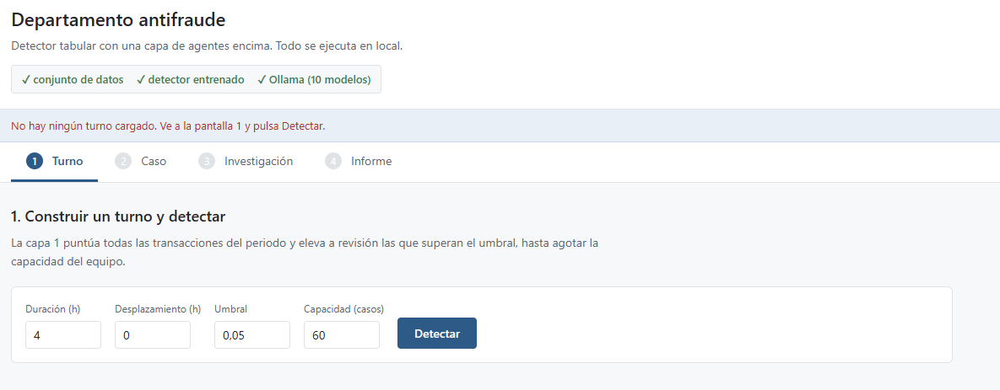 Departamento antifraude
Detector tabular con una capa de agentes encima. Todo se ejecuta en local.
✓ conjunto de datos ✓ detector entrenado ✓ Ollama (10 modelos)
No hay ningún turno cargado. Ve a la pantalla 1 y pulsa Detectar.
1 Turno 2 Caso 3 Investigación 4 Informe
1. Construir un turno y detectar
La capa 1 puntúa todas las transacciones del periodo y eleva a revisión las que superan el umbral, hasta agotar la
capacidad del equipo.
Duración (h) Desplazamiento (h) Umbral Capacidad (casos)
4 0 0,05 60 Detectar